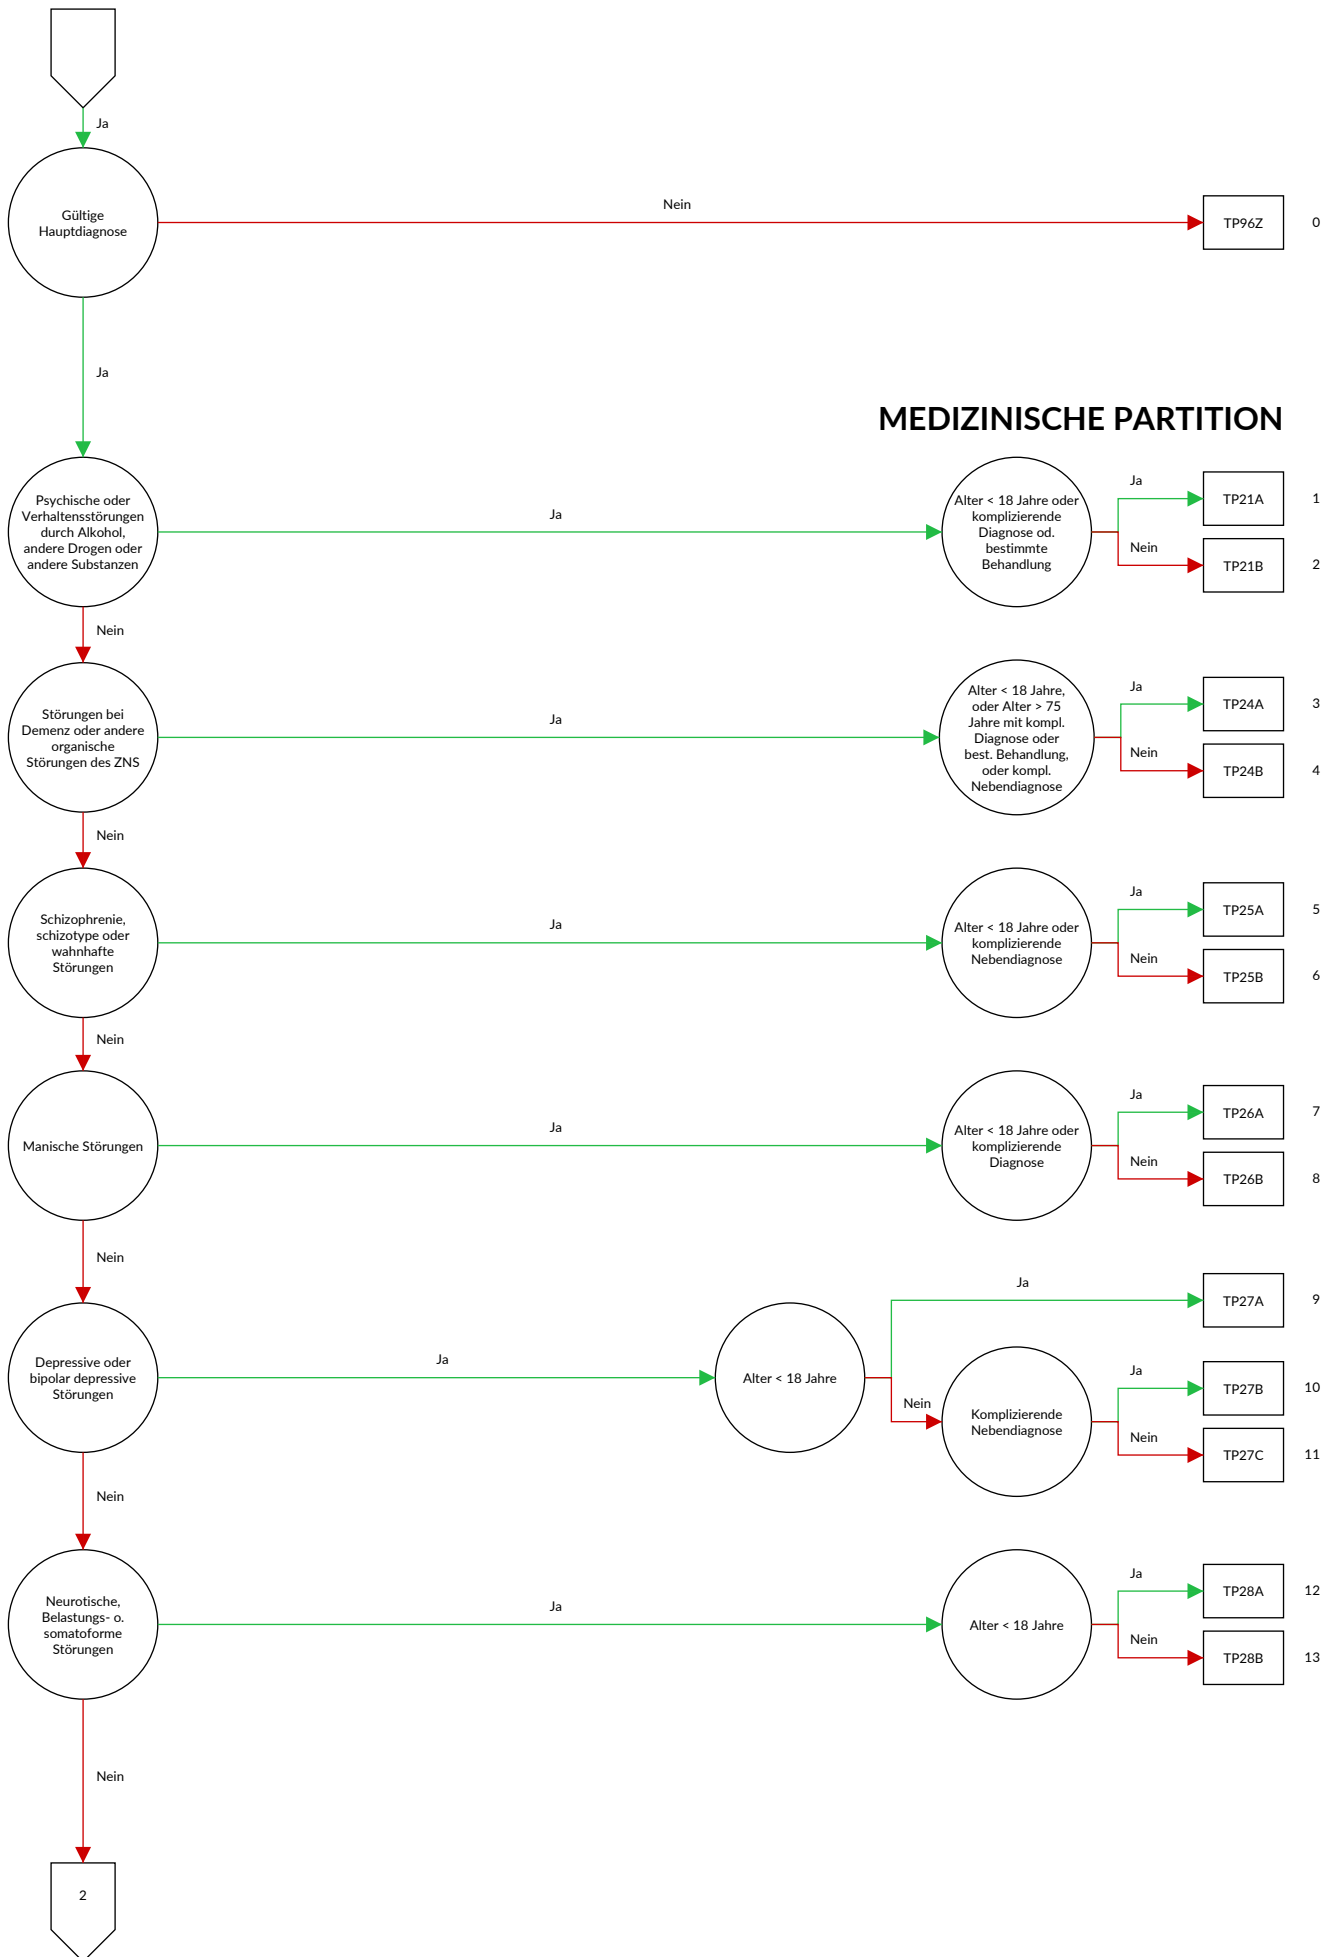 Ja
Gültige
Hauptdiagnose
Nein
TP96Z
0
Ja
MEDIZINISCHE PARTITION
Psychische oder
Verhaltensstörungen
durch Alkohol,
andere Drogen oder
andere Substanzen
Ja
Alter < 18 Jahre oder
komplizierende
Diagnose od.
bestimmte
Behandlung
Ja
TP21A
1
Nein
TP21B
2
Nein
Störungen bei
Demenz oder andere
organische
Störungen des ZNS
Ja
Alter < 18 Jahre,
oder Alter > 75
Jahre mit kompl.
Diagnose oder
best. Behandlung,
oder kompl.
Nebendiagnose
Ja
TP24A
3
Nein
TP24B
4
Nein
Schizophrenie,
schizotype oder
wahnhafte
Störungen
Ja
Alter < 18 Jahre oder
komplizierende
Nebendiagnose
Ja
TP25A
5
Nein
TP25B
6
Nein
Manische Störungen
Ja
Alter < 18 Jahre oder
komplizierende
Diagnose
Ja
TP26A
7
Nein
TP26B
8
Nein
Depressive oder
bipolar depressive
Störungen
Ja
Alter < 18 Jahre
Ja
TP27A
9
Nein
Komplizierende
Nebendiagnose
Ja
TP27B
10
Nein
TP27C
11
Nein
Neurotische,
Belastungs- o.
somatoforme
Störungen
Ja
Alter < 18 Jahre
Ja
TP28A
12
Nein
TP28B
13
Nein
2